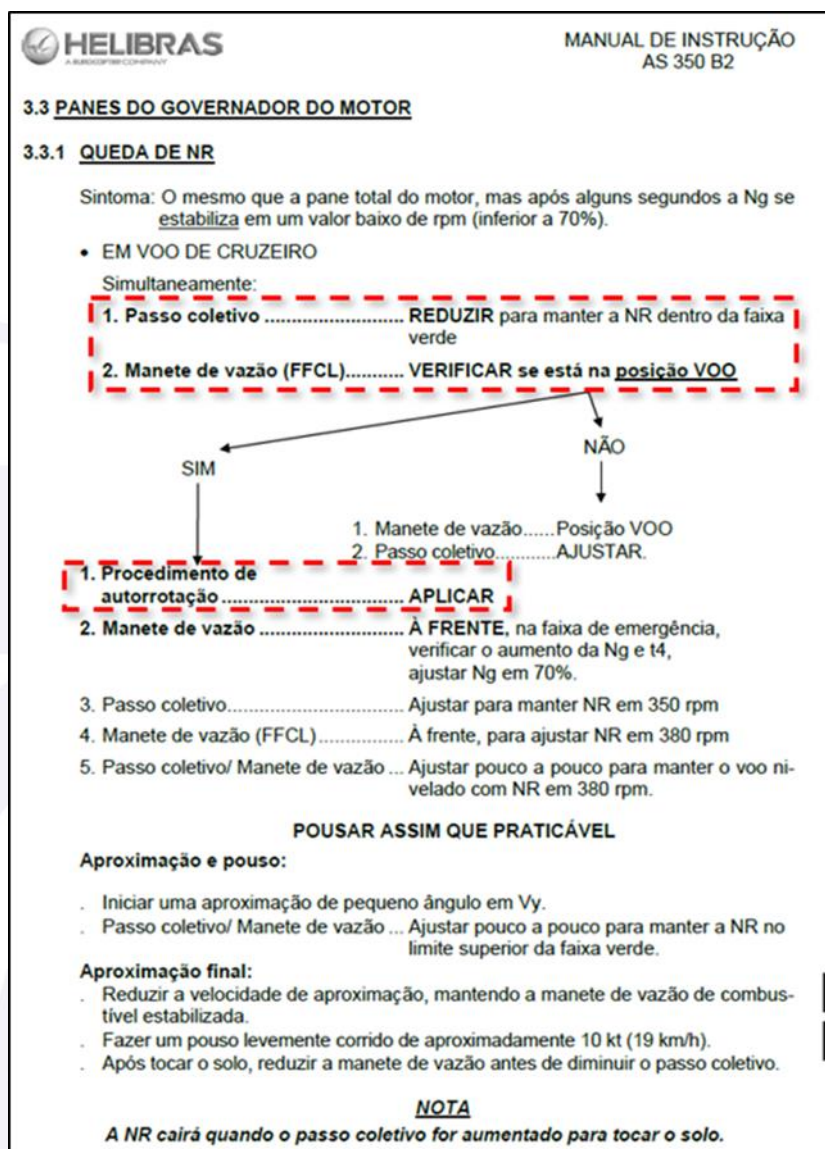 HELIBRAS
A EUROCOPTER COMPANY
MANUAL DE INSTRUÇÃO
AS 350 B2
3.3 PANES DO GOVERNADOR DO MOTOR
3.3.1 QUEDA DE NR
Sintoma: O mesmo que a pane total do motor, mas após alguns segundos a Ng se
estabiliza em um valor baixo de rpm (inferior a 70%).
• EM VOO DE CRUZEIRO
Simultaneamente:
1. Passo coletivo ........................... REDUZIR para manter a NR dentro da faixa
verde
2. Manete de vazão (FFCL).......... VERIFICAR se está na posição VOO
SIM
NÃO
1. Manete de vazão......Posição VOO
2. Passo coletivo...........AJUSTAR.
1. Procedimento de
autorrotação ................................. APLICAR
2. Manete de vazão .......................... À FRENTE, na faixa de emergência,
verificar o aumento da Ng e t4,
ajustar Ng em 70%.
3. Passo coletivo................................ Ajustar para manter NR em 350 rpm
4. Manete de vazão (FFCL)............... À frente, para ajustar NR em 380 rpm
5. Passo coletivo/ Manete de vazão ... Ajustar pouco a pouco para manter o voo ni-
velado com NR em 380 rpm.
POUSAR ASSIM QUE PRATICÁVEL
Aproximação e pouso:
. Iniciar uma aproximação de pequeno ângulo em Vy.
. Passo coletivo/ Manete de vazão ... Ajustar pouco a pouco para manter a NR no
limite superior da faixa verde.
Aproximação final:
. Reduzir a velocidade de aproximação, mantendo a manete de vazão de combus-
tível estabilizada.
. Fazer um pouso levemente corrido de aproximadamente 10 kt (19 km/h).
. Após tocar o solo, reduzir a manete de vazão antes de diminuir o passo coletivo.
NOTA
A NR cairá quando o passo coletivo for aumentado para tocar o solo.